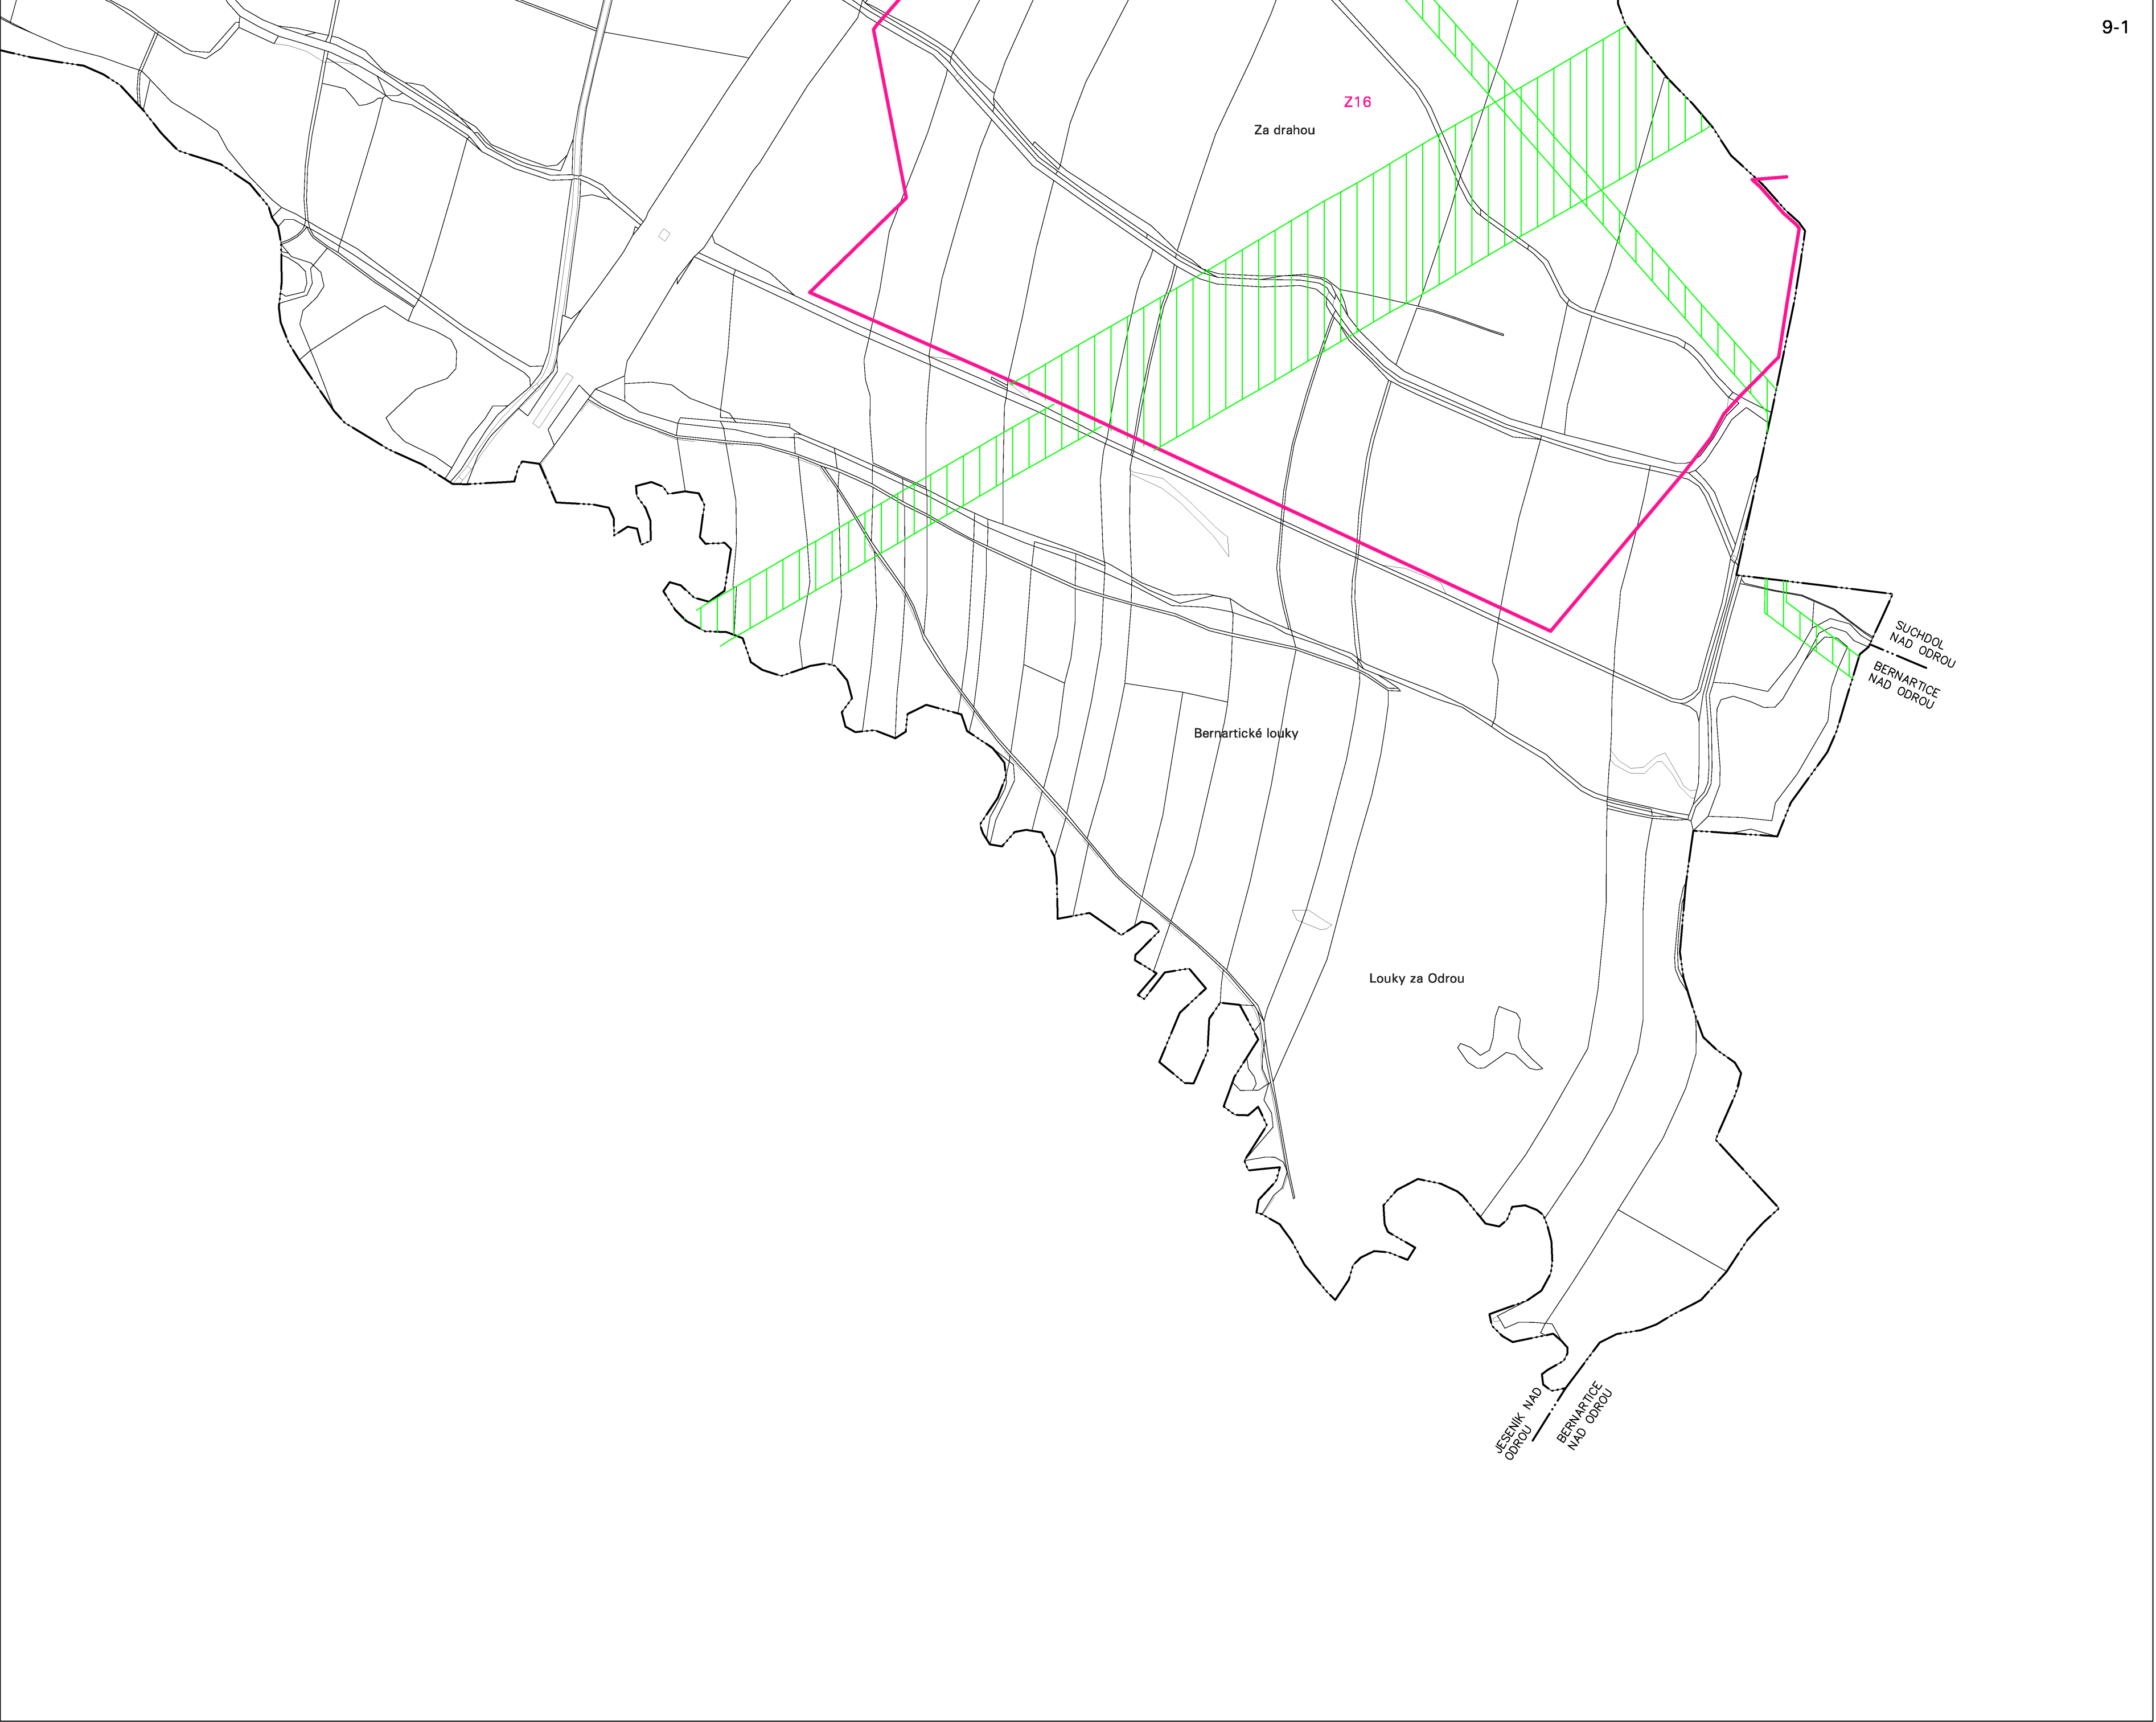 9-1
Z16
Za drahou
SUCHDOL
NAD ODROU
BERNARTICE
NAD ODROU
Bernartické louky
Louky za Odrou
JESENÍK NAD
ODROU
BERNARTICE
NAD ODROU